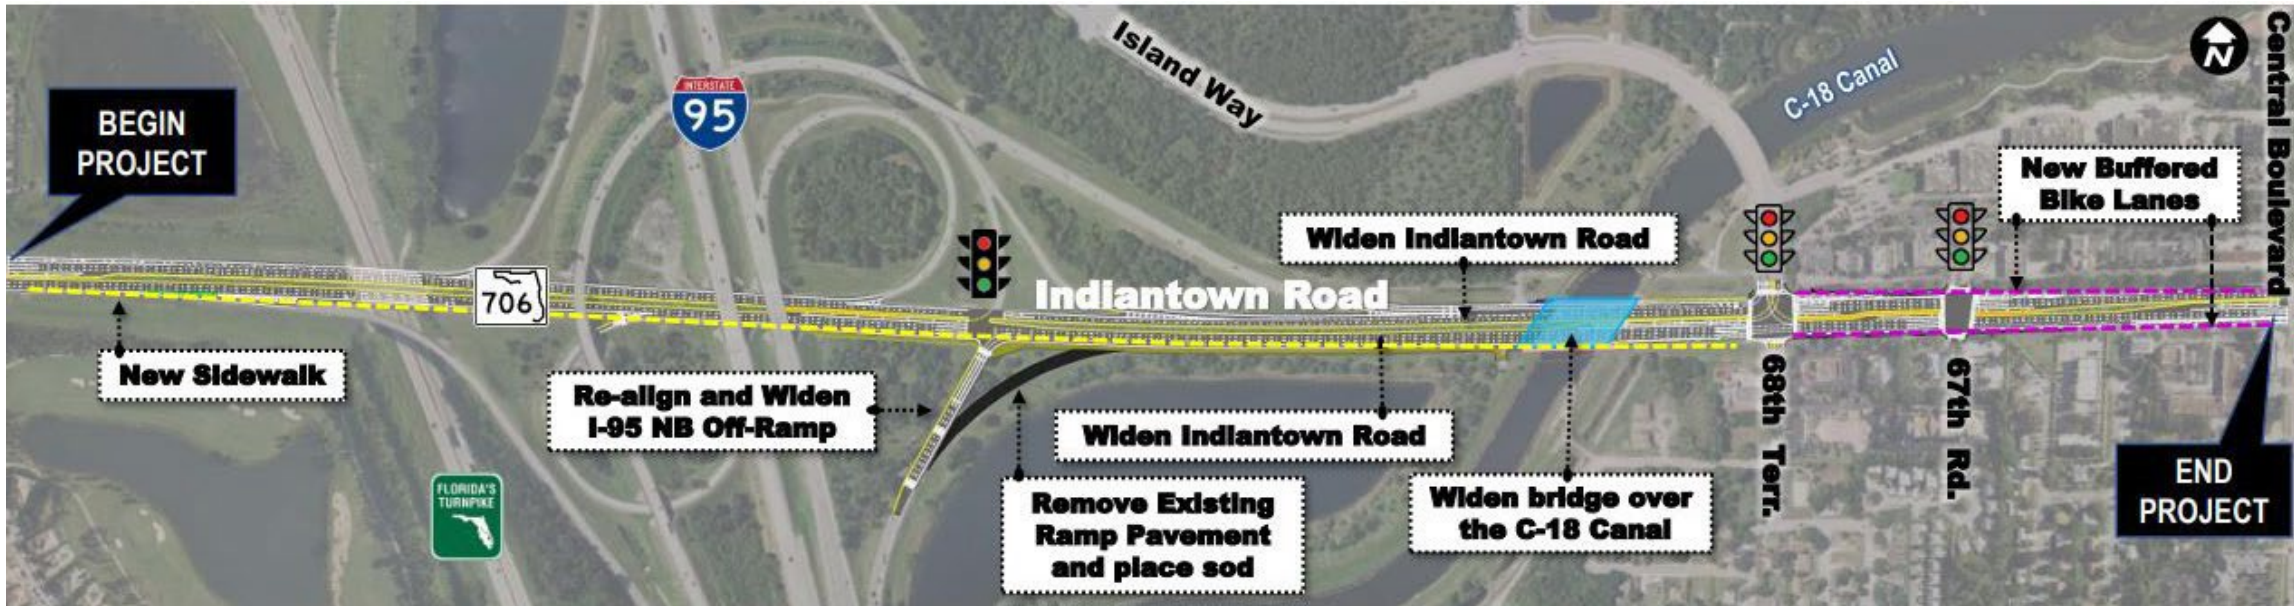 BEGIN
PROJECT
INTERSTATE
95
Island Way
C-18 Canal
N
Central Boulevard
New Buffered
Bike Lanes
Widen Indiantown Road
706
Indiantown Road
New Sidewalk
Re-align and Widen
I-95 NB Off-Ramp
Widen Indiantown Road
68th Terr.
67th Rd.
FLORIDA'S
TURNPIKE
Remove Existing
Ramp Pavement
and place sod
Widen bridge over
the C-18 Canal
END
PROJECT